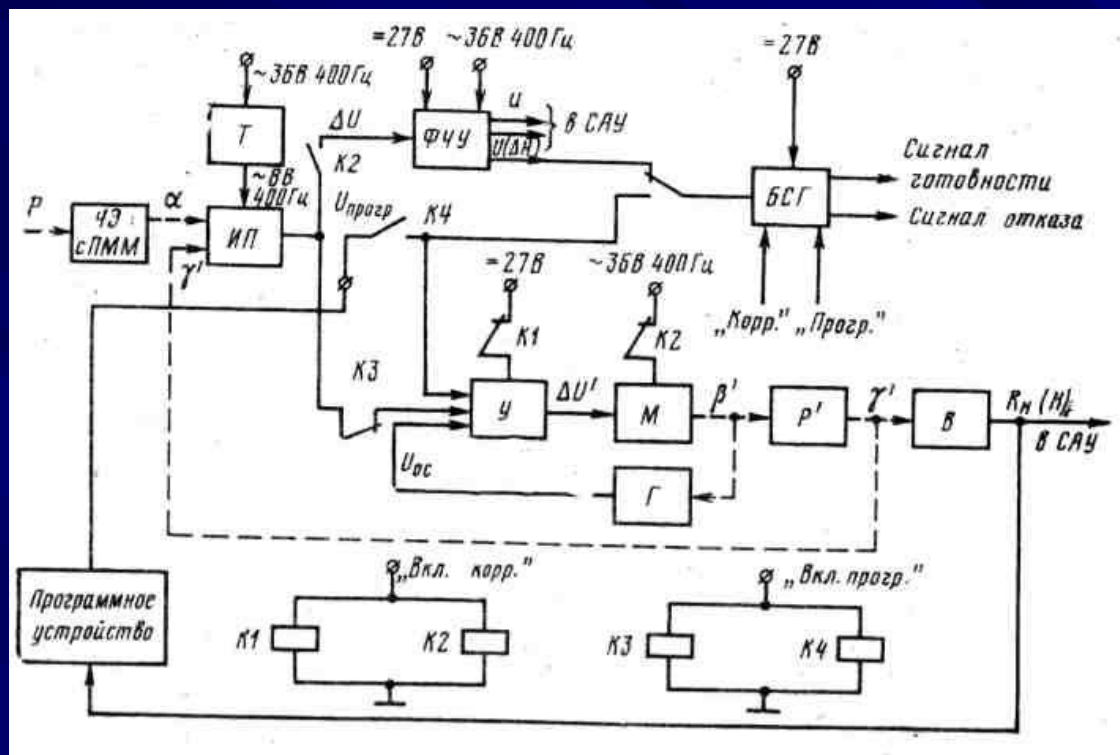 =27В
~36В 400Гц
~36В 400Гц
=27В
Т
ΔU
ФЧУ
U
U(ΔH)
в САУ
К2
~8В
400Гц
Сигнал
готовности
Сигнал отказа
БСГ
P
ЧЭ
с ПММ
α
ИП
γ'
Uпрогр
К4
=27В
~36В 400Гц
„Корр."
„Прогр."
К1
К2
К3
У
ΔU'
М
β'
Р'
γ'
В
Rн (H)
в САУ
Uос
Г
Программное
устройство
„Вкл. корр."
„Вкл. прогр."
К1
К2
К3
К4